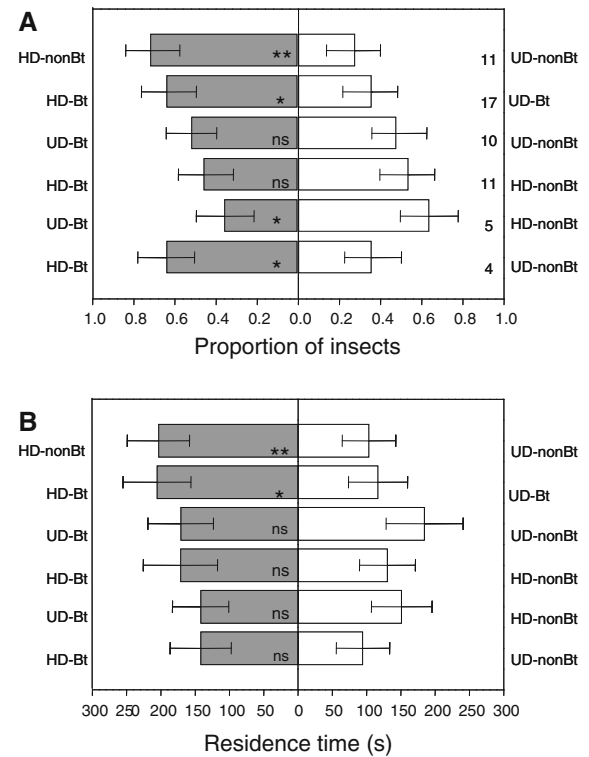 A
HD-nonBt ** 11 UD-nonBt
HD-Bt * 17 UD-Bt
UD-Bt ns 10 UD-nonBt
HD-Bt ns 11 HD-nonBt
UD-Bt * 5 HD-nonBt
HD-Bt * 4 UD-nonBt
1.0 0.8 0.6 0.4 0.2 0.0 0.2 0.4 0.6 0.8 1.0
Proportion of insects
B
HD-nonBt ** UD-nonBt
HD-Bt * UD-Bt
UD-Bt ns UD-nonBt
HD-Bt ns HD-nonBt
UD-Bt ns HD-nonBt
HD-Bt ns UD-nonBt
300 250 200 150 100 50 0 50 100 150 200 250 300
Residence time (s)